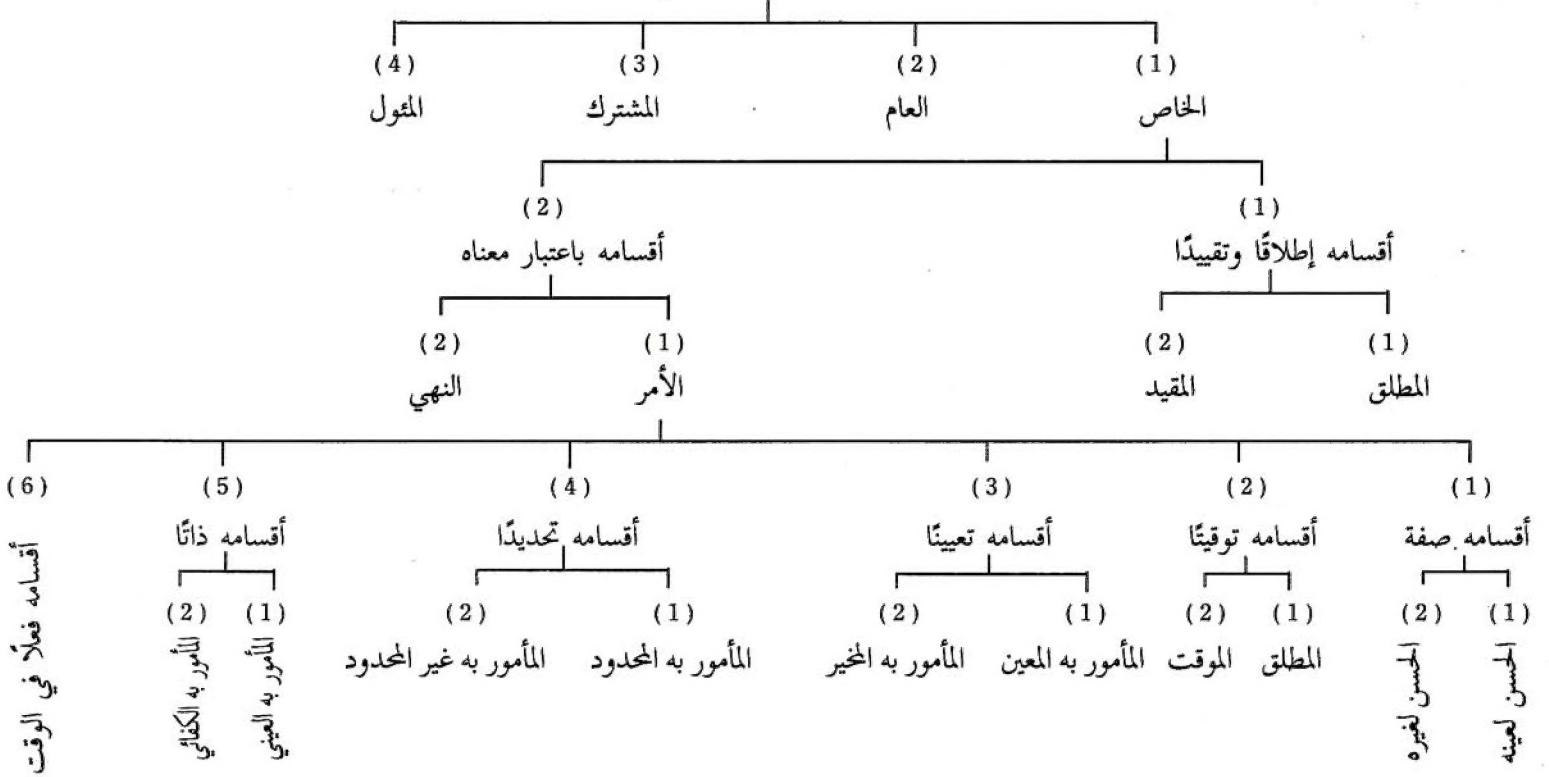 (1) (2) (3) (4)
الخاص العام المشترك المئول
(1) (2)
أقسامه إطلاقًا وتقييدًا أقسامه باعتبار معناه
(1) (2) (1) (2)
المطلق المقيد الأمر النهي
(1) (2) (3) (4) (5) (6)
أقسامه صفة أقسامه توقيتًا أقسامه تعيينًا أقسامه تحديدًا أقسامه ذاتًا أقسامه فعلًا في الوقت
(1) (2) (1) (2) (1) (2) (1) (2) (1) (2)
الحسن لعينه الحسن لغيره المطلق الموقت المأمور به المعين المأمور به المخير المأمور به المحدود المأمور به غير المحدود المأمور به العيني المأمور به الكفائي